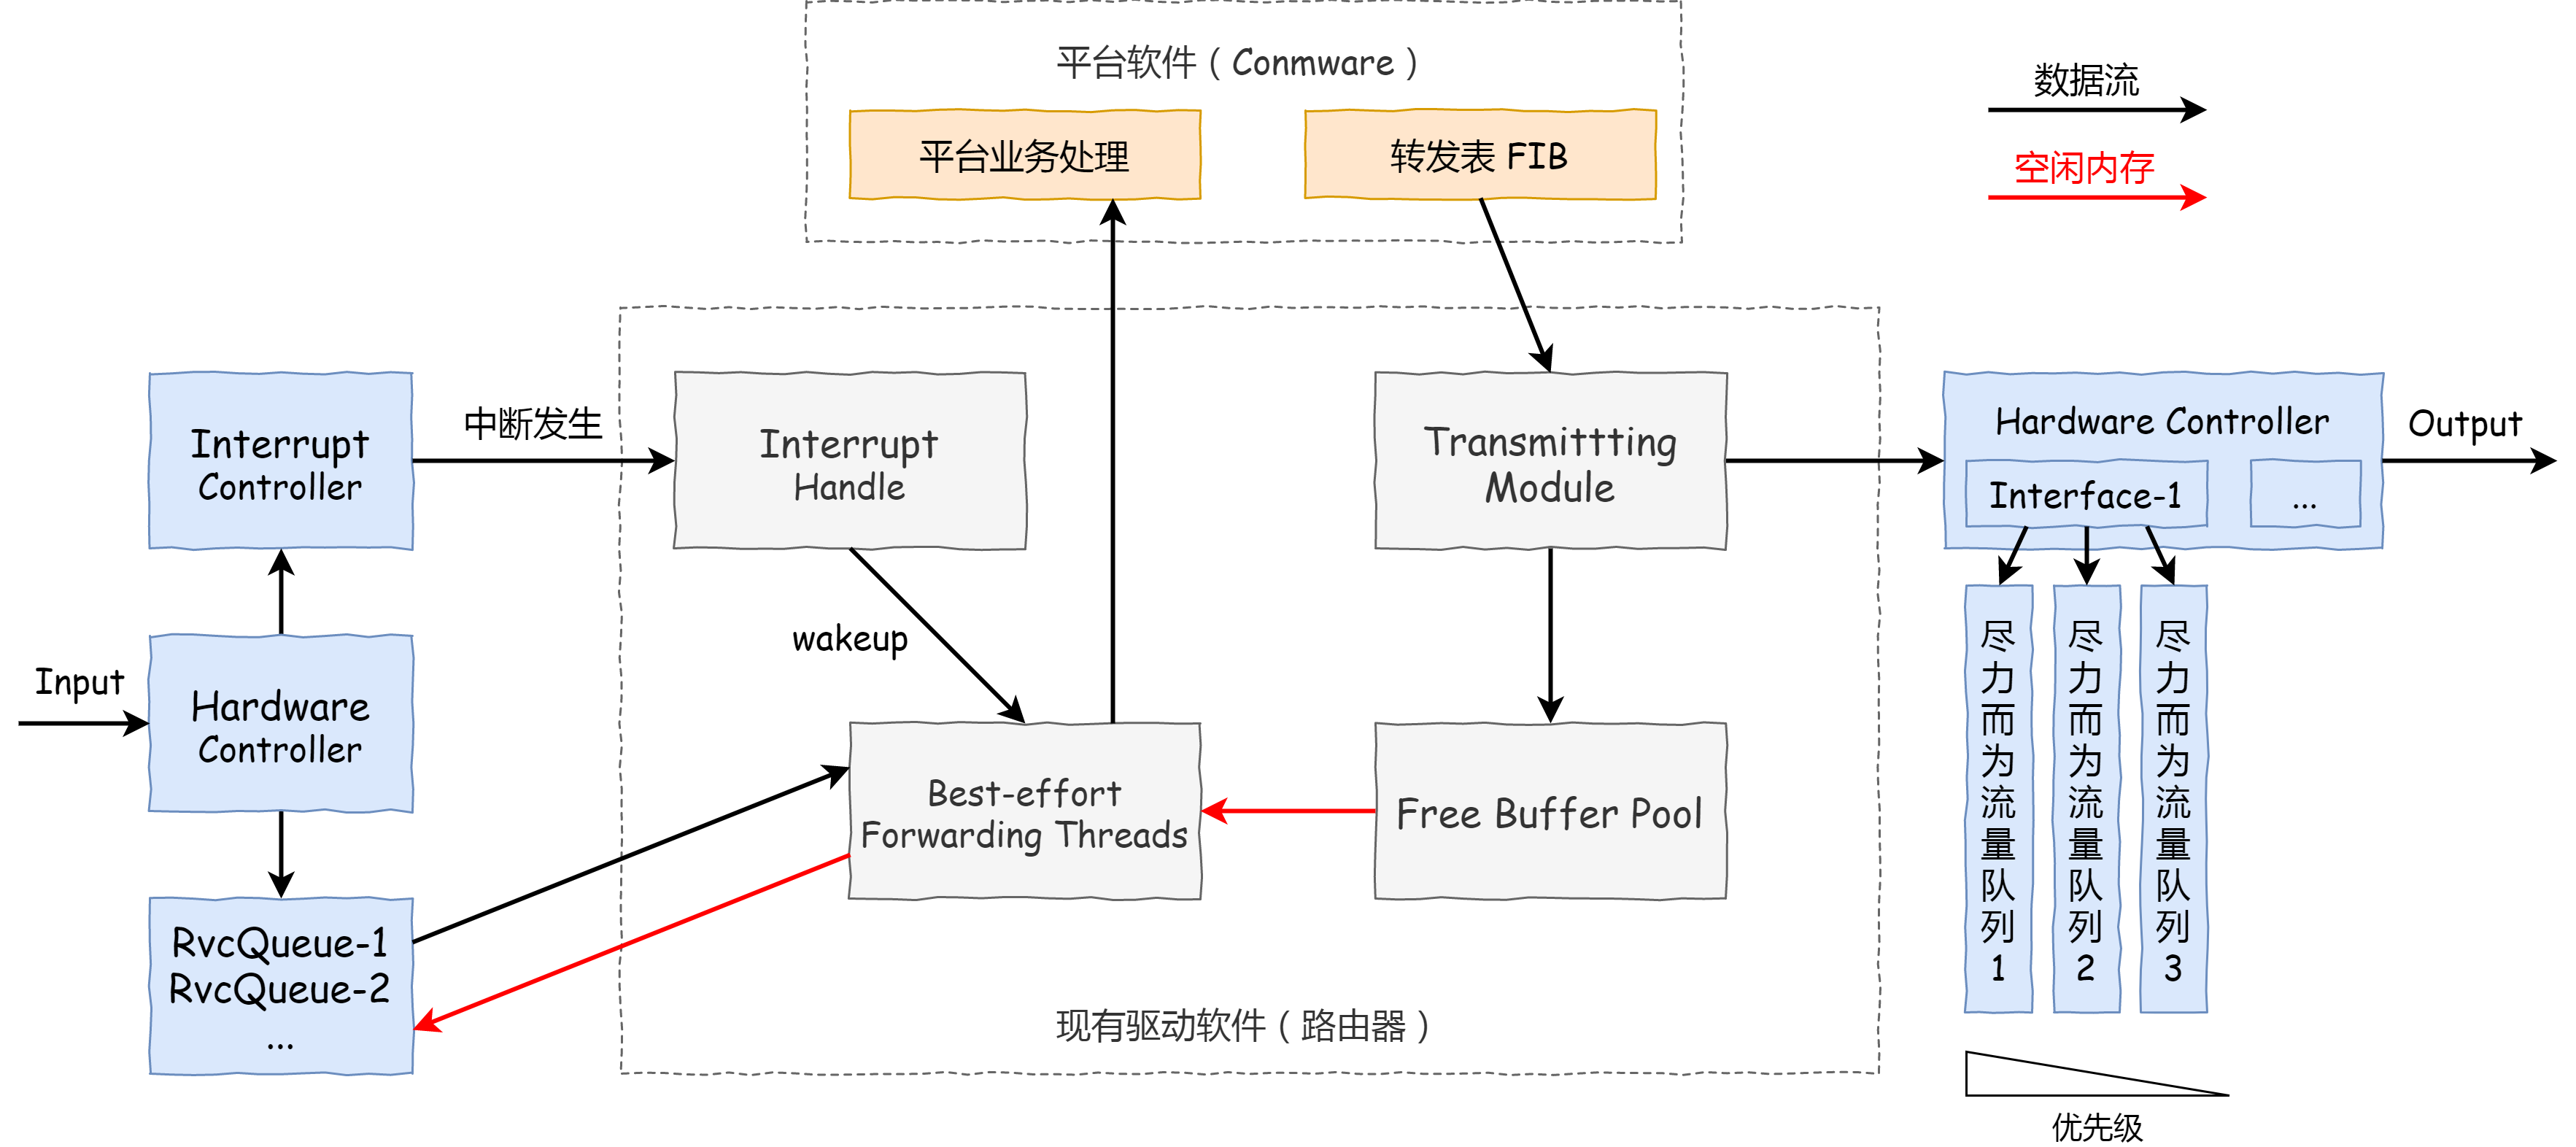 平台软件（Conmware）
平台业务处理
转发表 FIB
数据流
空闲内存
Interrupt
Controller
中断发生
Interrupt
Handle
Transmittting
Module
Hardware Controller
Interface-1
...
Output
wakeup
Input
Hardware
Controller
Best-effort
Forwarding Threads
Free Buffer Pool
RvcQueue-1
RvcQueue-2
...
尽力而为流量队列1
尽力而为流量队列2
尽力而为流量队列3
现有驱动软件（路由器）
优先级